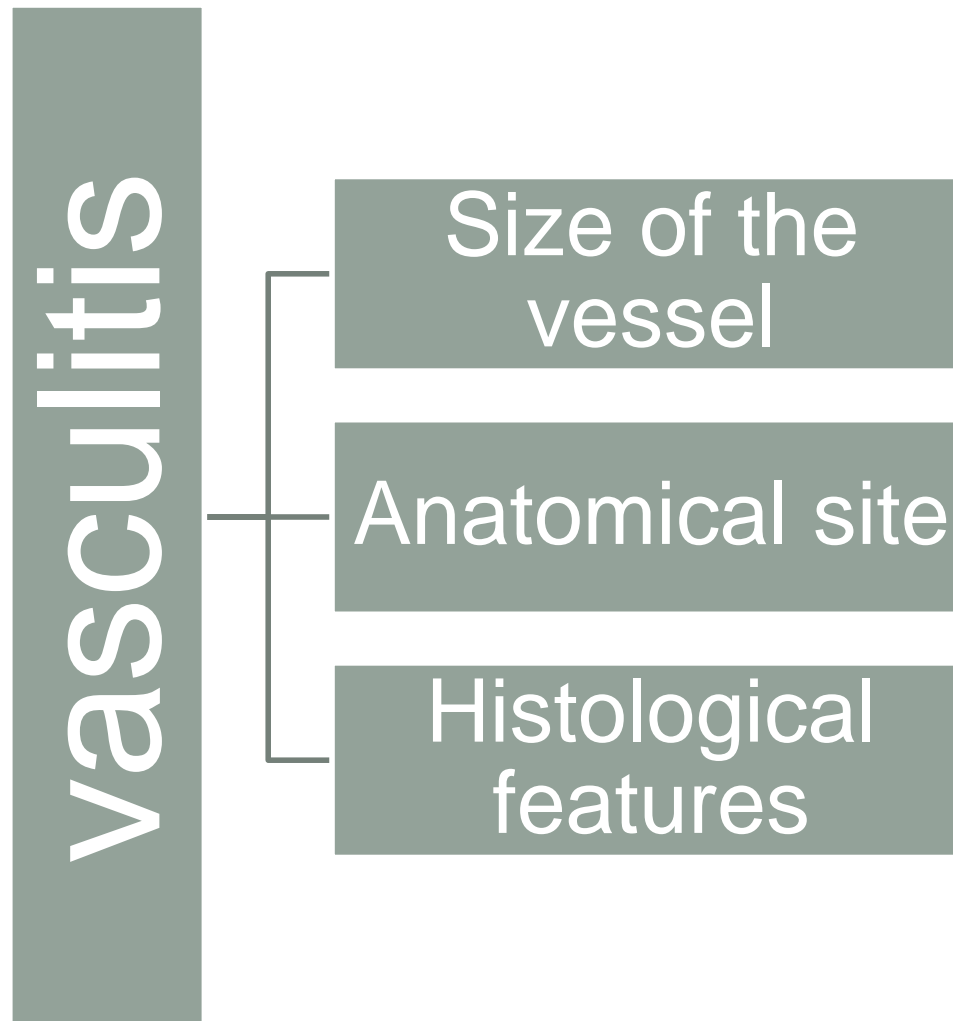 vasculitis
Size of the
vessel
Anatomical site
Histological
features